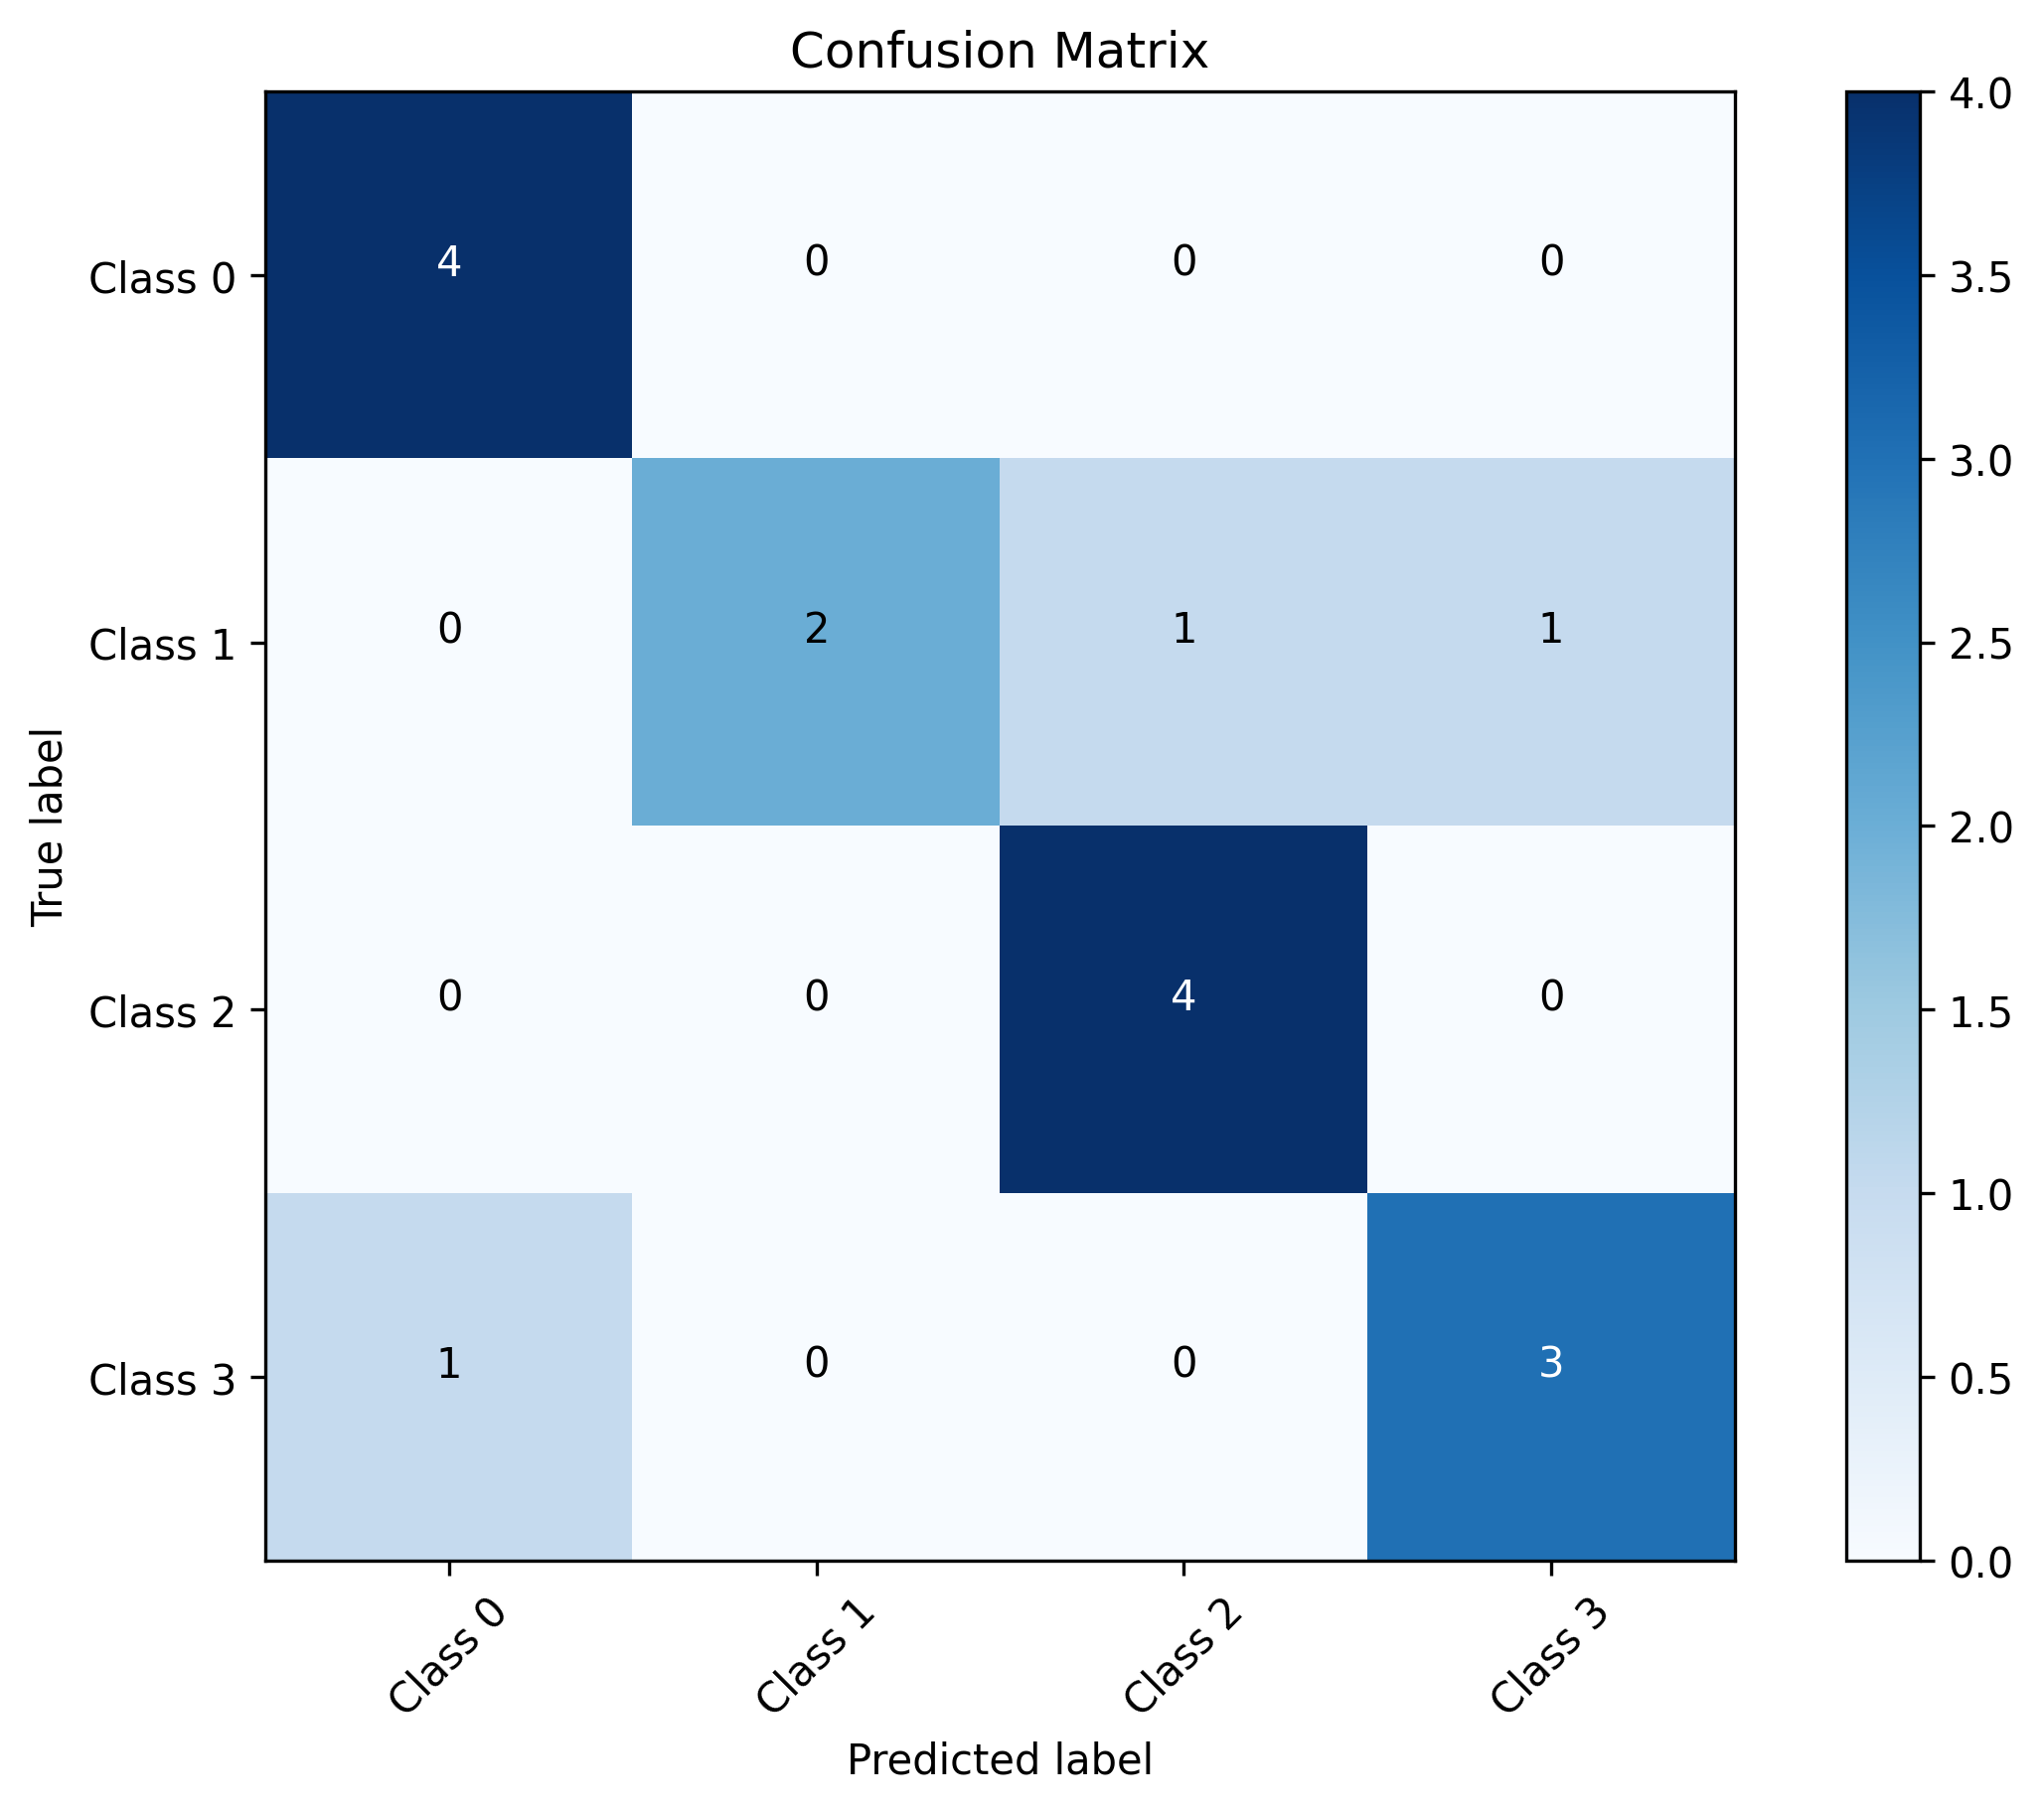 Confusion Matrix
4.0
Class 0 4 0 0 0 3.5
3.0
Class 1 0 2 1 1 2.5
True label
2.0
Class 2 0 0 4 0 1.5
1.0
Class 3 1 0 0 3 0.5
0.0
Class 0 Class 1 Class 2 Class 3
Predicted label